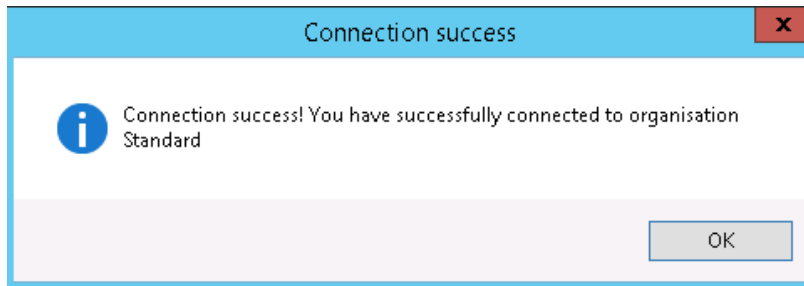 Connection success
x
Connection success! You have successfully connected to organisation
Standard
OK